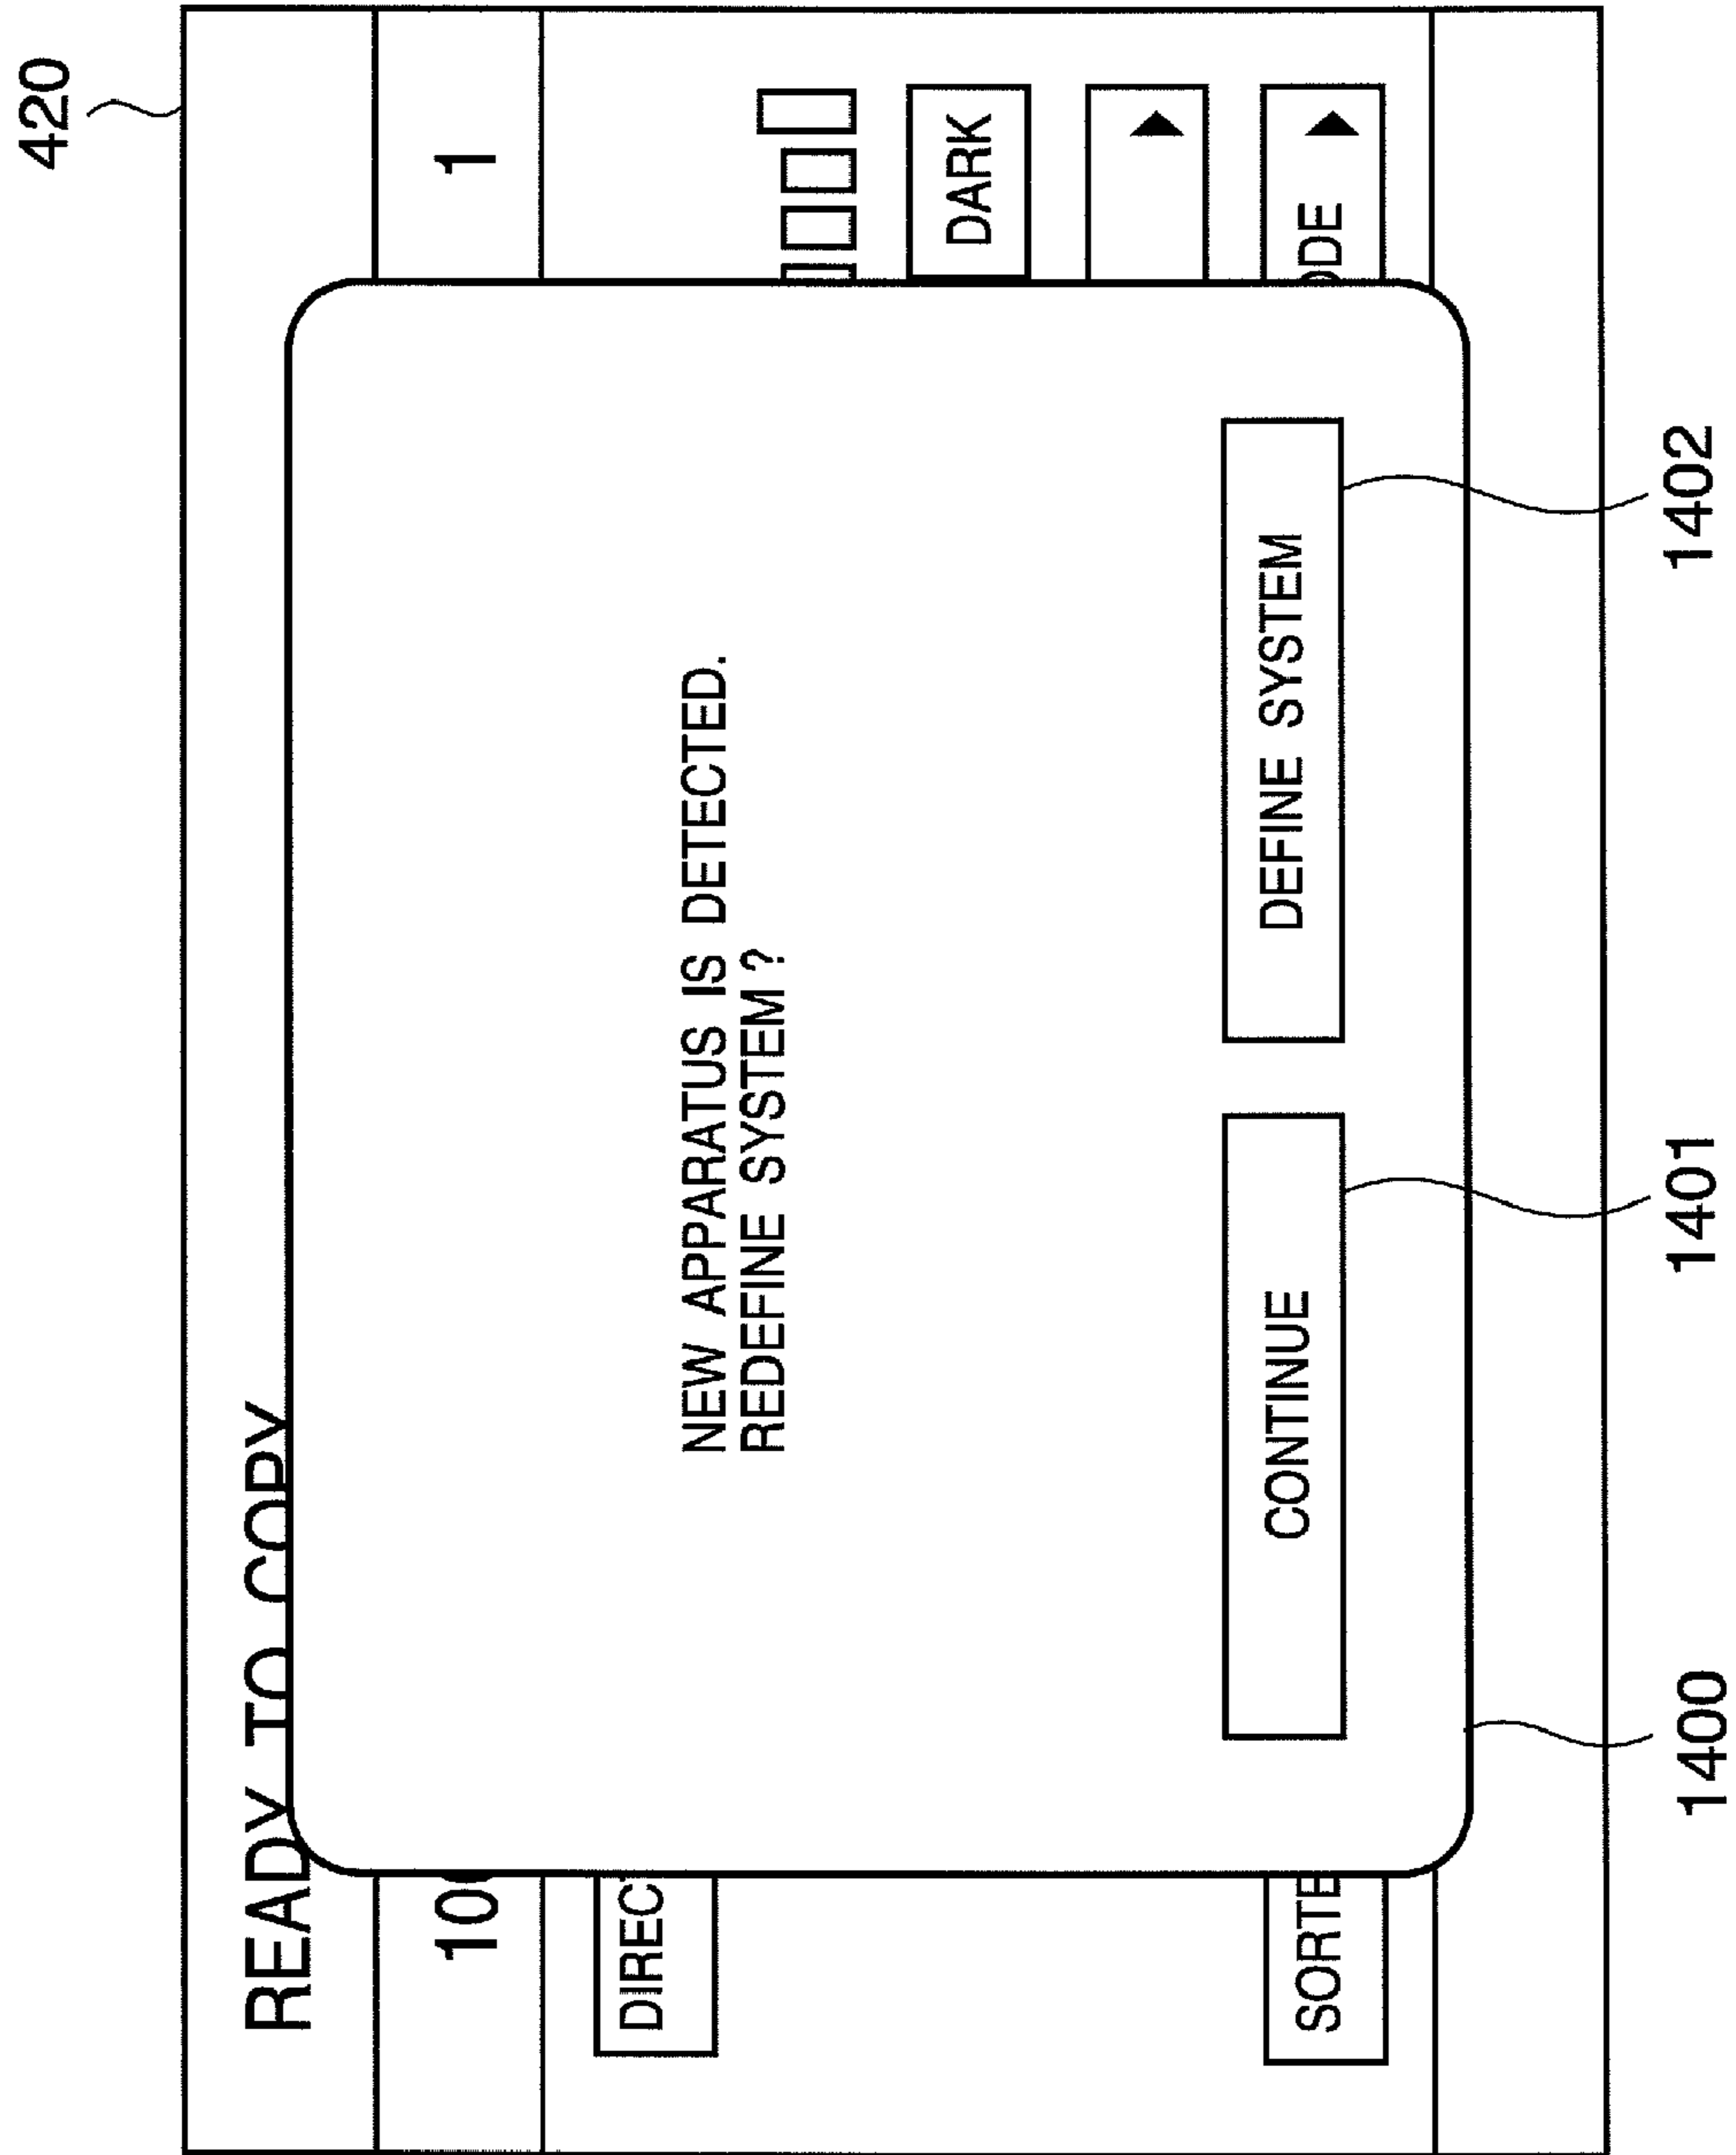 420
READY TO COPY
1
DARK
NEW APPARATUS IS DETECTED.
REDEFINE SYSTEM ?
CONTINUE
DEFINE SYSTEM
1400
1401
1402